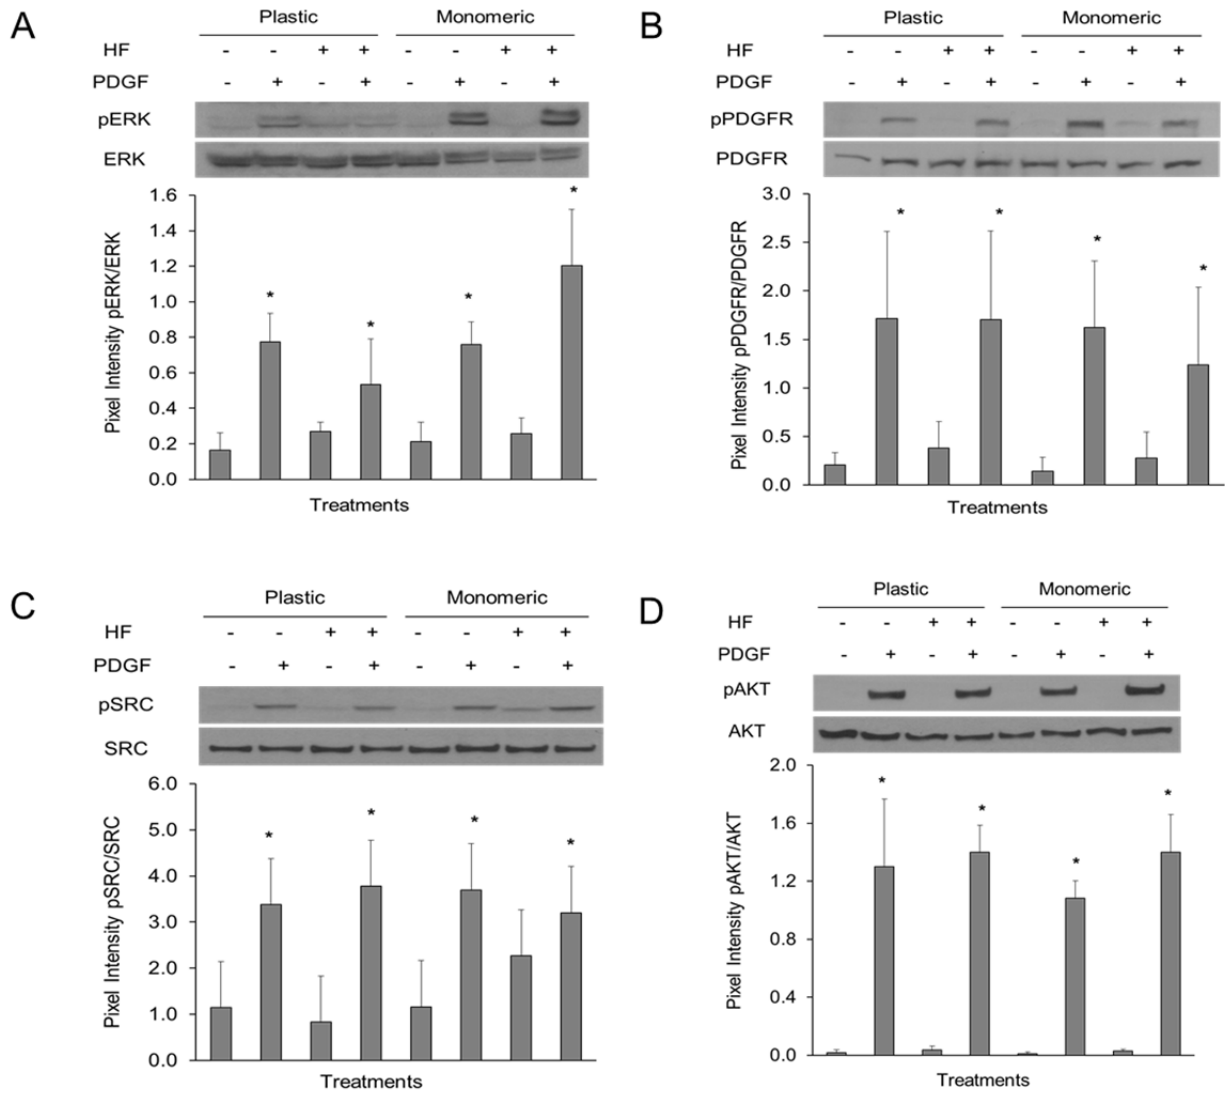 A
Plastic Monomeric
HF - - + + - - + +
PDGF - + - + - + - +
pERK
ERK
Pixel Intensity pERK/ERK
1.6
*
1.4
1.2
1.0
* * *
0.8
0.6
0.4
0.2
0.0
Treatments
B
Plastic Monomeric
HF - - + + - - + +
PDGF - + - + - + - +
pPDGFR
PDGFR
Pixel Intensity pPDGFR/PDGFR
3.0
* * * *
2.5
2.0
1.5
1.0
0.5
0.0
Treatments
C
Plastic Monomeric
HF - - + + - - + +
PDGF - + - + - + - +
pSRC
SRC
Pixel Intensity pSRC/SRC
6.0
* * * *
5.0
4.0
3.0
2.0
1.0
0.0
Treatments
D
Plastic Monomeric
HF - - + + - - + +
PDGF - + - + - + - +
pAKT
AKT
Pixel Intensity pAKT/AKT
2.0
* * * *
1.6
1.2
0.8
0.4
0.0
Treatments